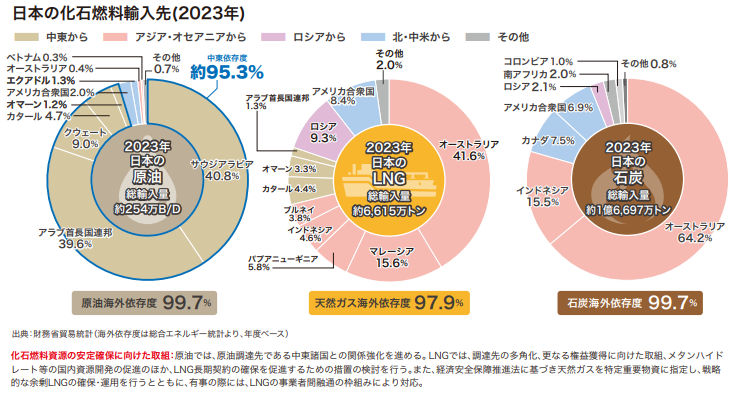 日本の化石燃料輸入先(2023年)
中東から
アジア・オセアニアから
ロシアから
北・中米から
その他
ベトナム0.3%
オーストラリア0.4%
エクアドル1.3%
アメリカ合衆国2.0%
オマーン1.2%
カタール4.7%
クウェート
9.0%
その他
0.7%
中東依存度
約95.3%
サウジアラビア
40.8%
アラブ首長国連邦
39.6%
2023年
日本の
原油
総輸入量
約254万B/D
原油海外依存度 99.7%
その他
2.0%
アメリカ合衆国
8.4%
アラブ首長国連邦
1.3%
ロシア
9.3%
オマーン3.3%
カタール4.4%
ブルネイ
3.8%
インドネシア
4.6%
パプアニューギニア
5.8%
マレーシア
15.6%
オーストラリア
41.6%
2023年
日本の
LNG
総輸入量
約6,615万トン
天然ガス海外依存度 97.9%
コロンビア1.0%
南アフリカ2.0%
ロシア2.1%
その他0.8%
アメリカ合衆国6.9%
カナダ7.5%
インドネシア
15.5%
オーストラリア
64.2%
2023年
日本の
石炭
総輸入量
約1億6,697万トン
石炭海外依存度 99.7%
出典：財務省貿易統計（海外依存度は総合エネルギー統計より、年度ベース）
化石燃料資源の安定確保に向けた取組：原油では、原油調達先である中東諸国との関係強化を進める。LNGでは、調達先の多角化、更なる権益獲得に向けた取組、メタンハイド
レート等の国内資源開発の促進のほか、LNG長期契約の確保を促進するための措置の検討を行う。また、経済安全保障推進法に基づき天然ガスを特定重要物資に指定し、戦略
的な余剰LNGの確保・運用を行うとともに、有事の際には、LNGの事業者間融通の枠組みにより対応。